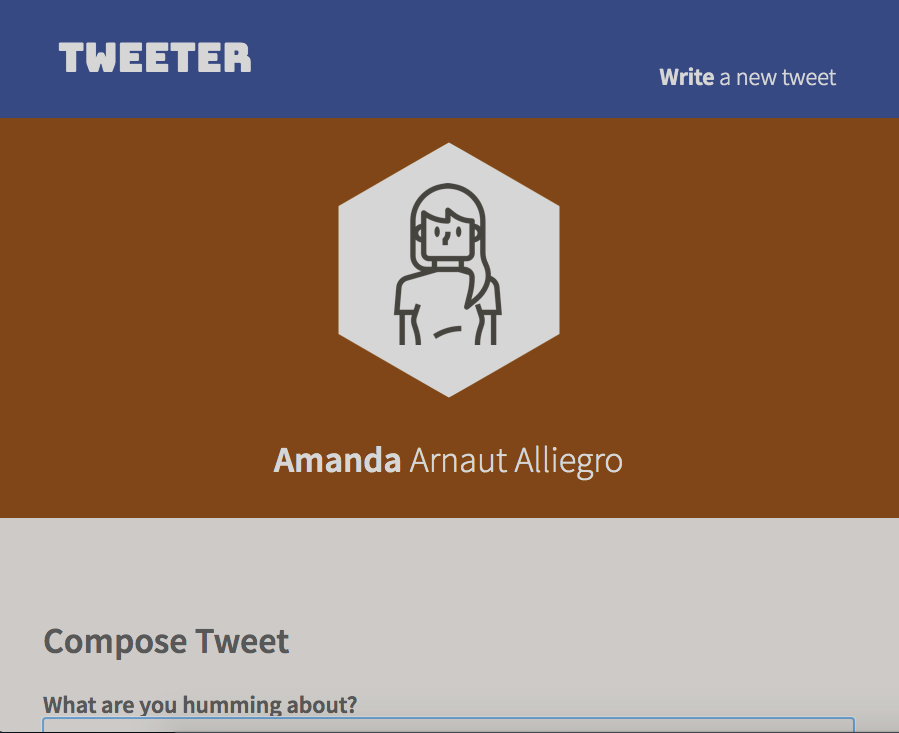 TWEETER
Write a new tweet
Amanda Arnaut Alliegro
Compose Tweet
What are you humming about?